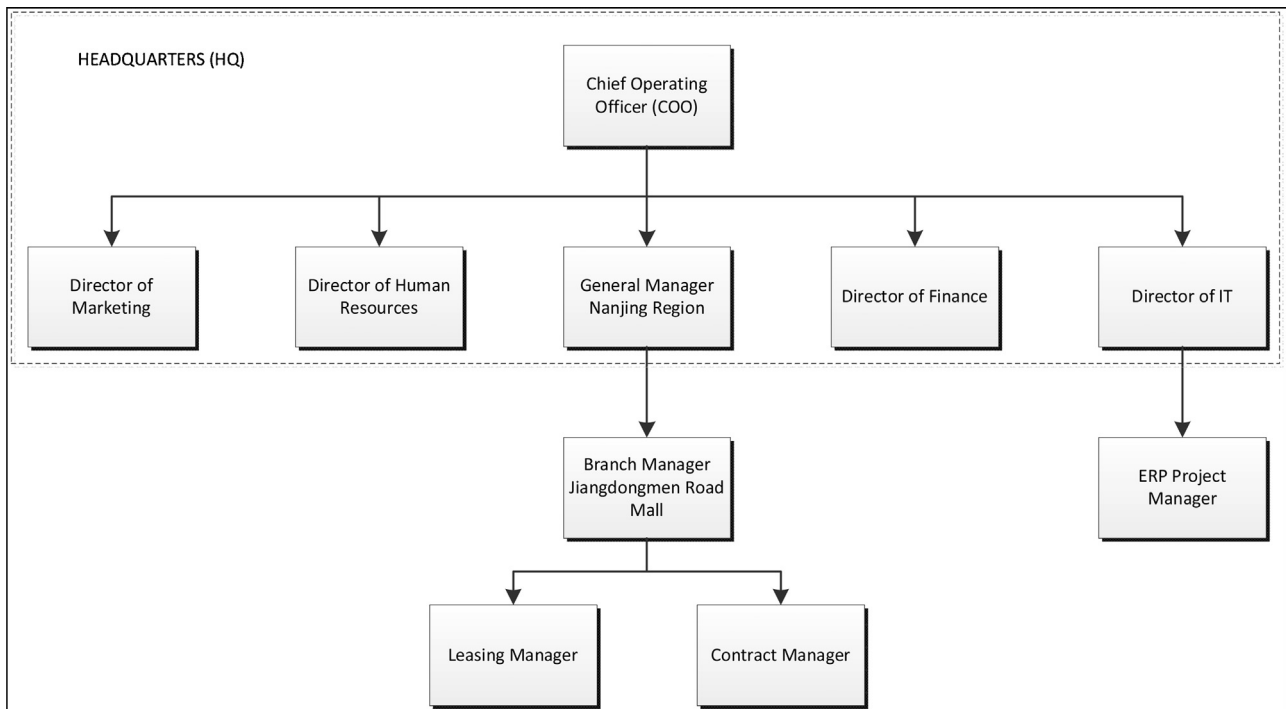 HEADQUARTERS (HQ)
Chief Operating
Officer (COO)
Director of
Marketing
Director of Human
Resources
General Manager
Nanjing Region
Director of Finance
Director of IT
Branch Manager
Jiangdongmen Road
Mall
ERP Project
Manager
Leasing Manager
Contract Manager